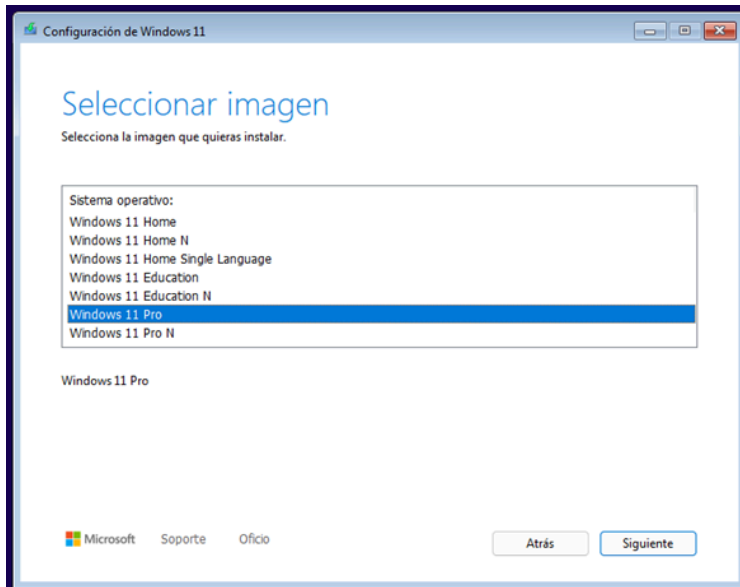 Configuración de Windows 11
Seleccionar imagen
Selecciona la imagen que quieras instalar.
Sistema operativo:
Windows 11 Home
Windows 11 Home N
Windows 11 Home Single Language
Windows 11 Education
Windows 11 Education N
Windows 11 Pro
Windows 11 Pro N
Windows 11 Pro
Microsoft Soporte Oficio Atrás Siguiente